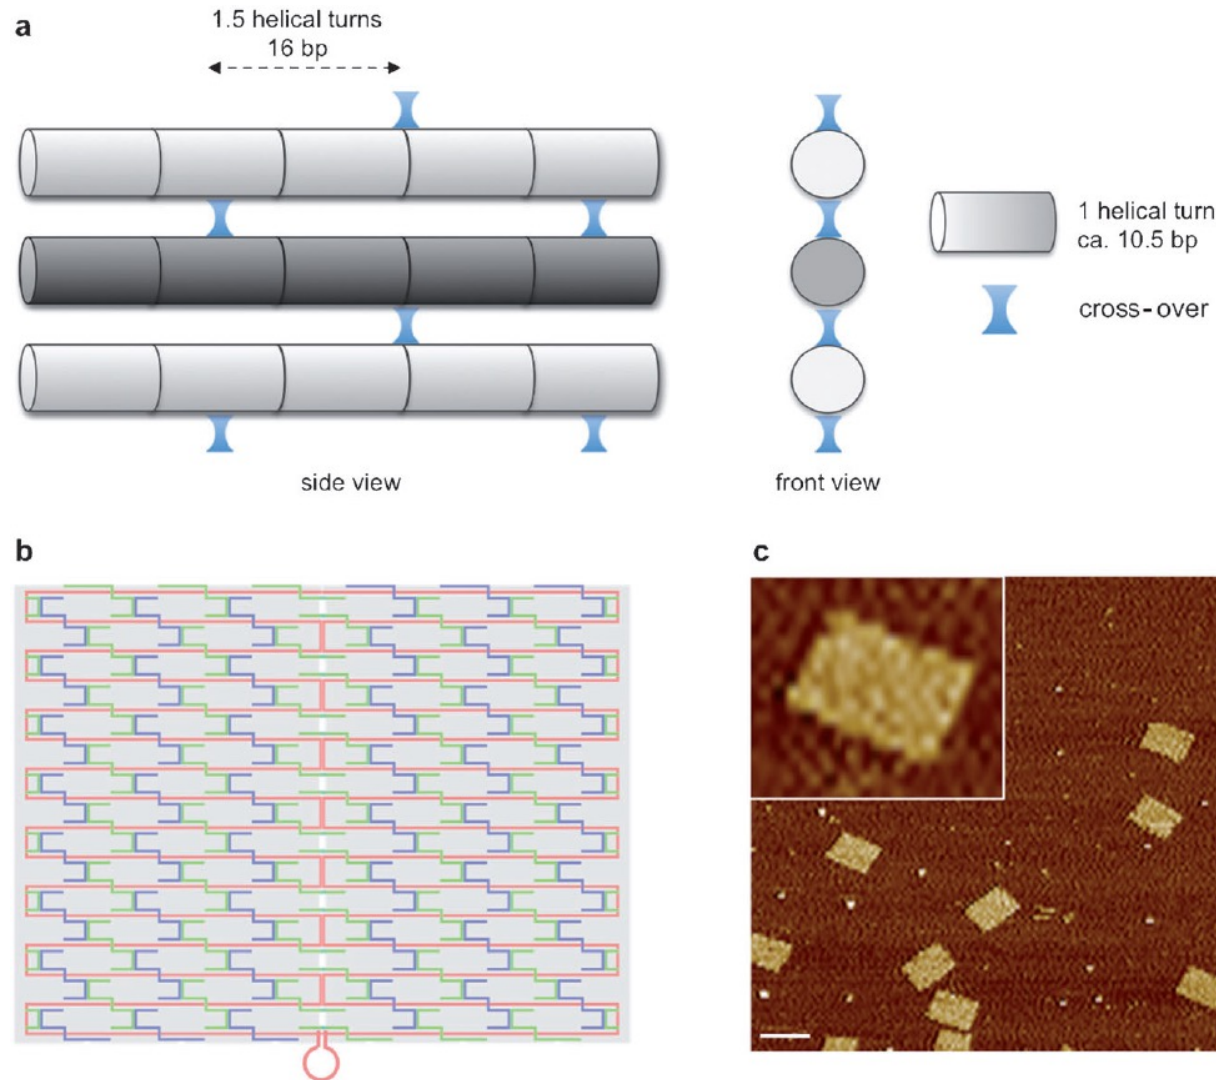 a
1.5 helical turns
16 bp
1 helical turn
ca. 10.5 bp
cross-over
side view
front view
b
c